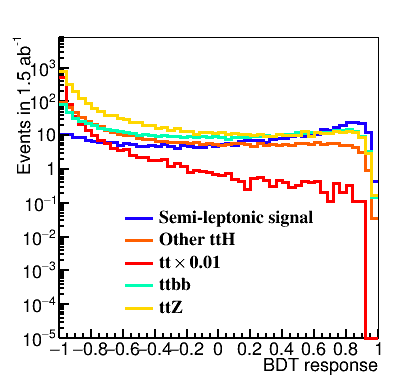 Events in 1.5 ab⁻¹
10³
10²
10
1
10⁻¹
10⁻²
10⁻³
10⁻⁴
10⁻⁵
Semi-leptonic signal
Other ttH
tt × 0.01
ttbb
ttZ
−1 −0.8 −0.6 −0.4 −0.2 0 0.2 0.4 0.6 0.8 1
BDT response